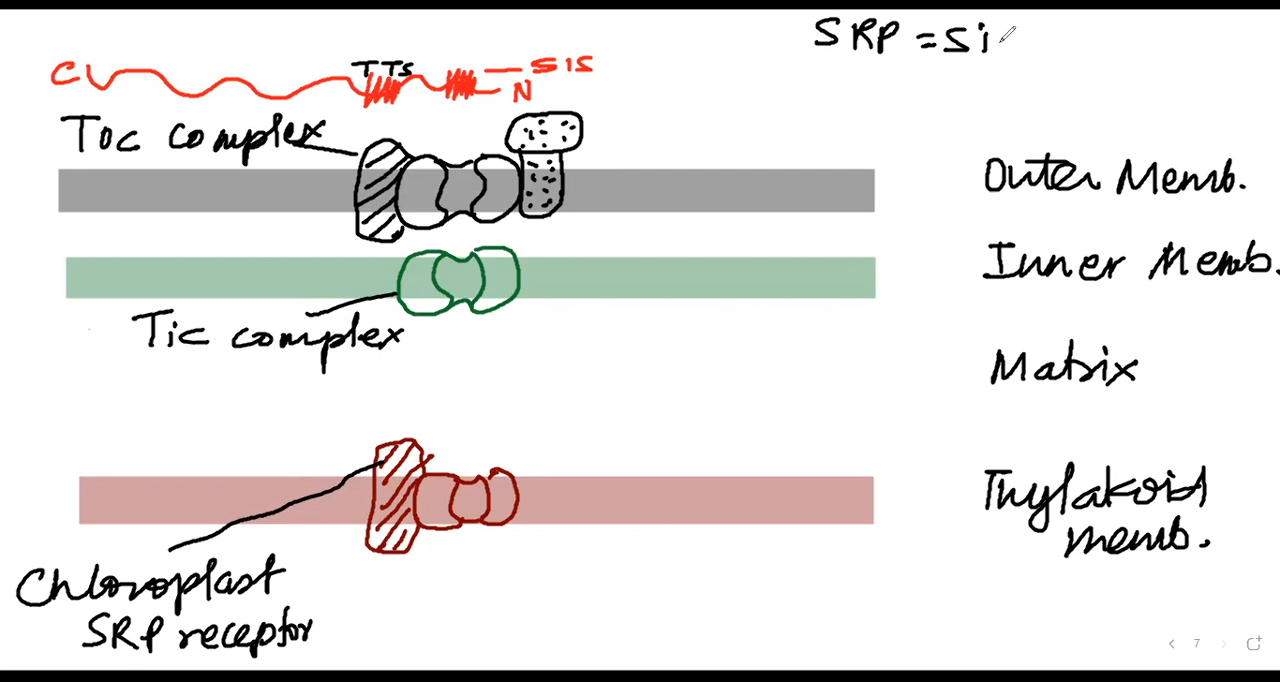 SRP = Si
C
TTS
SIS
N
Toc complex
Outer Memb.
Inner Memb.
Tic complex
Matrix
Thylakoid
memb.
Chloroplast
SRP receptor
7